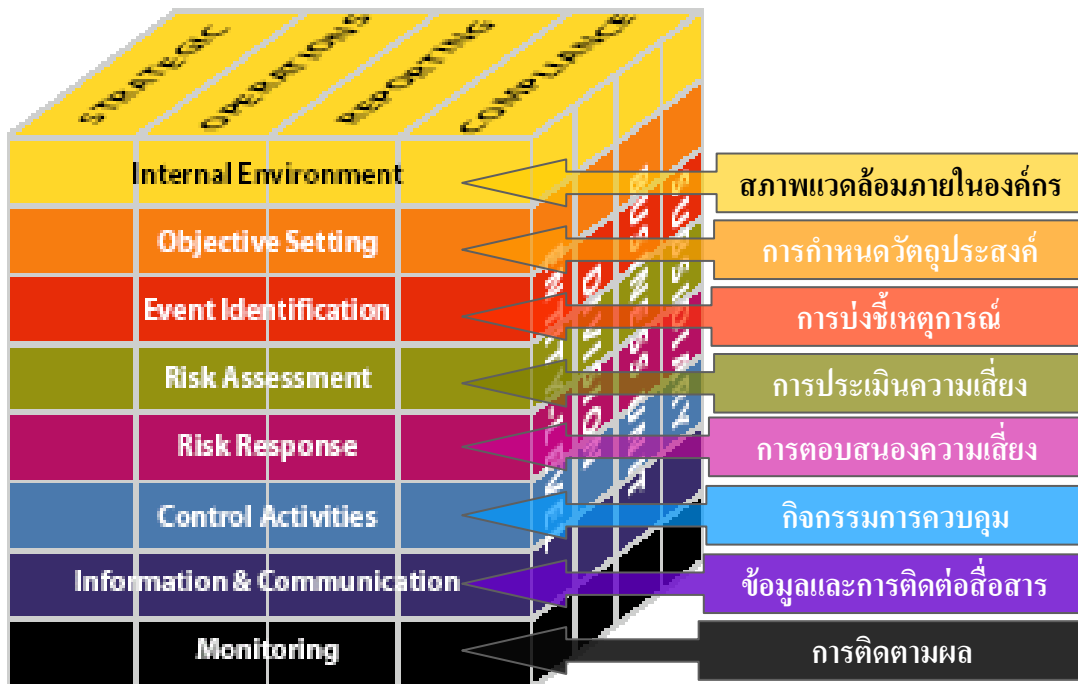 STRATEGIC
OPERATIONS
REPORTING
COMPLIANCE
Internal Environment
สภาพแวดล้อมภายในองค์กร
Objective Setting
การกำหนดวัตถุประสงค์
Event Identification
การบ่งชี้เหตุการณ์
Risk Assessment
การประเมินความเสี่ยง
Risk Response
การตอบสนองความเสี่ยง
Control Activities
กิจกรรมการควบคุม
Information & Communication
ข้อมูลและการติดต่อสื่อสาร
Monitoring
การติดตามผล